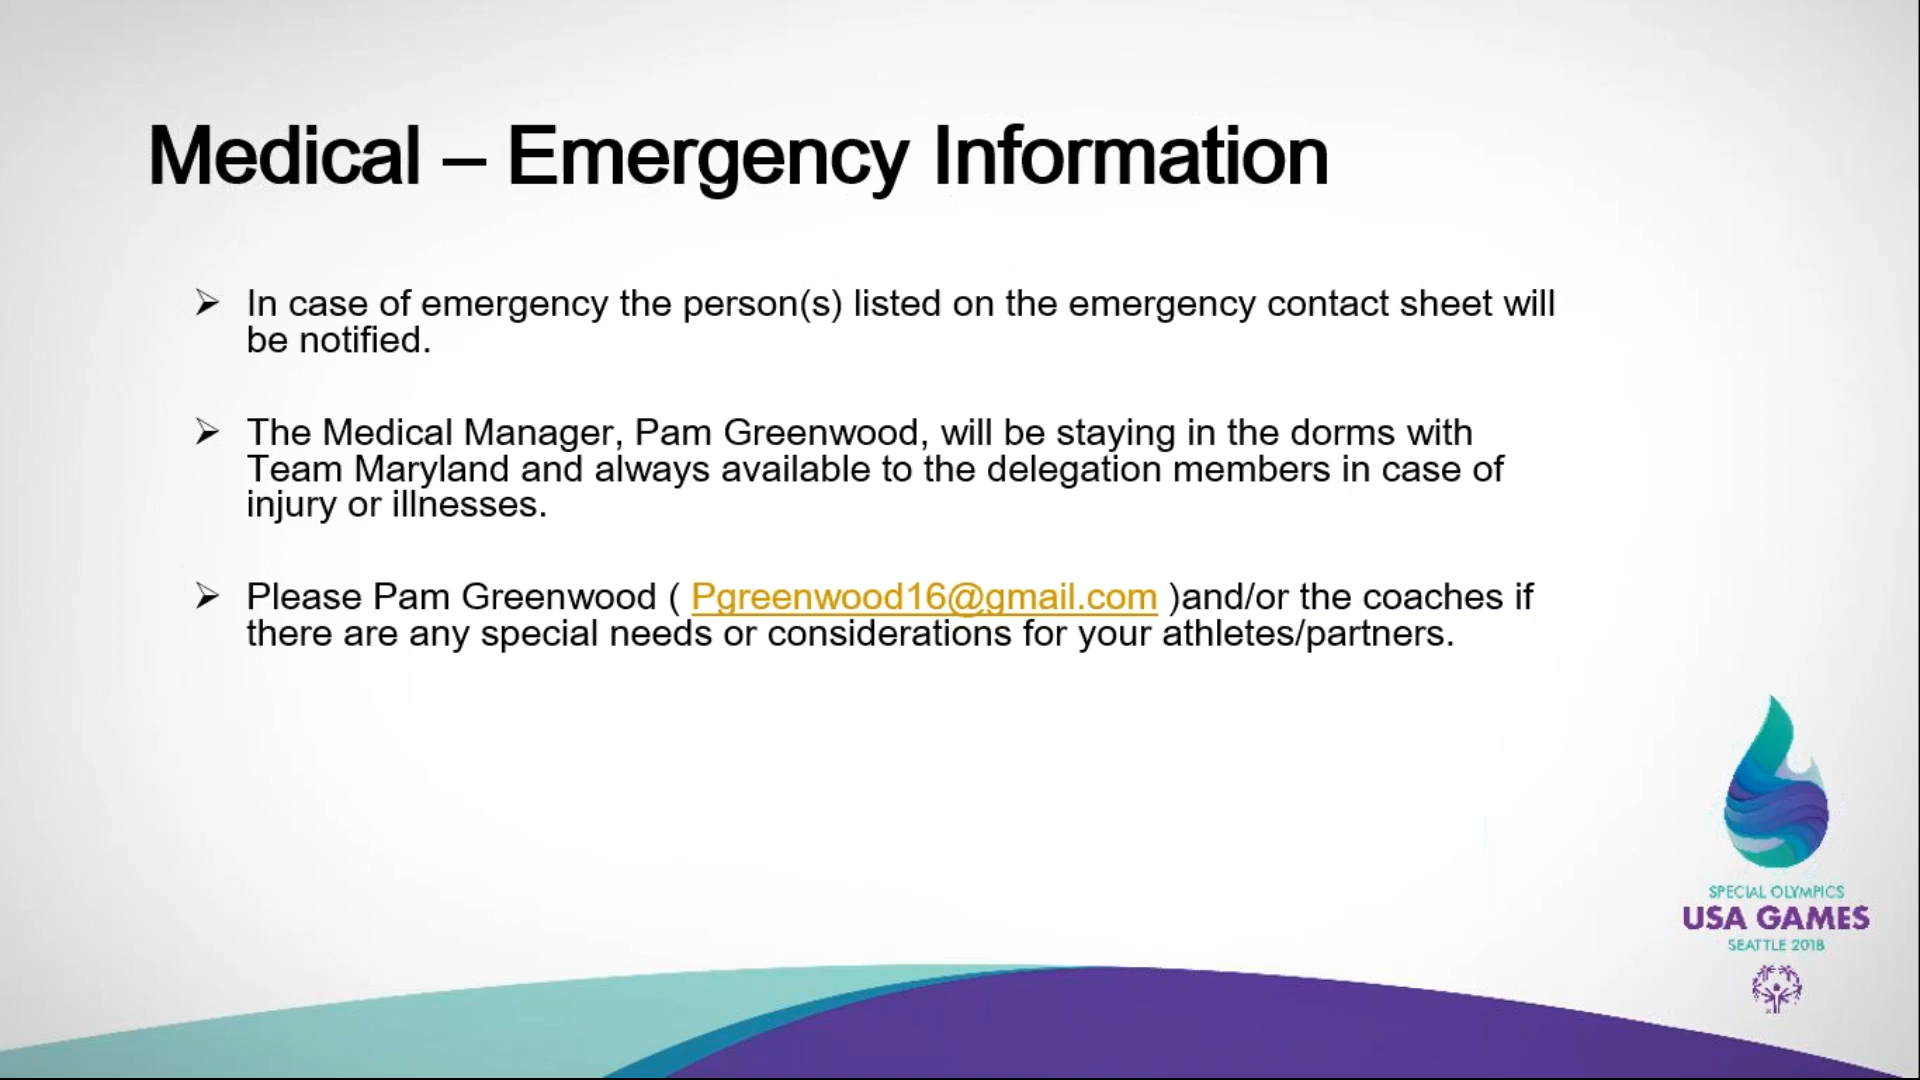 Medical – Emergency Information
➢ In case of emergency the person(s) listed on the emergency contact sheet will
be notified.
➢ The Medical Manager, Pam Greenwood, will be staying in the dorms with
Team Maryland and always available to the delegation members in case of
injury or illnesses.
➢ Please Pam Greenwood ( Pgreenwood16@gmail.com )and/or the coaches if
there are any special needs or considerations for your athletes/partners.
SPECIAL OLYMPICS
USA GAMES
SEATTLE 2018